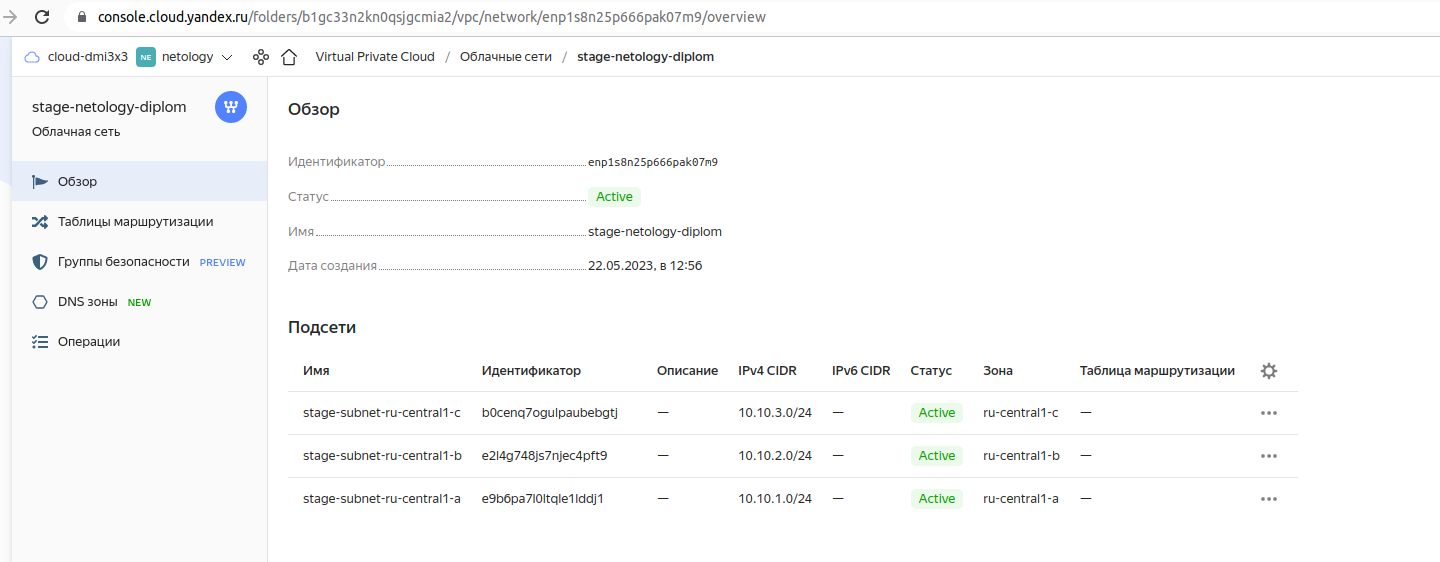 console.cloud.yandex.ru/folders/b1gc33n2kn0qsjgcmia2/vpc/network/enp1s8n25p666pak07m9/overview
cloud-dmi3x3 NE netology Virtual Private Cloud / Облачные сети / stage-netology-diplom
stage-netology-diplom
Облачная сеть
Обзор
Таблицы маршрутизации
Группы безопасности PREVIEW
DNS зоны NEW
Операции
Обзор
Идентификатор enp1s8n25p666pak07m9
Статус Active
Имя stage-netology-diplom
Дата создания 22.05.2023, в 12:56
Подсети
Имя Идентификатор Описание IPv4 CIDR IPv6 CIDR Статус Зона Таблица маршрутизации
stage-subnet-ru-central1-c b0cenq7ogulpaubebgtj — 10.10.3.0/24 — Active ru-central1-c —
stage-subnet-ru-central1-b e2l4g748js7njec4pft9 — 10.10.2.0/24 — Active ru-central1-b —
stage-subnet-ru-central1-a e9b6pa7l0ltqle1lddj1 — 10.10.1.0/24 — Active ru-central1-a —